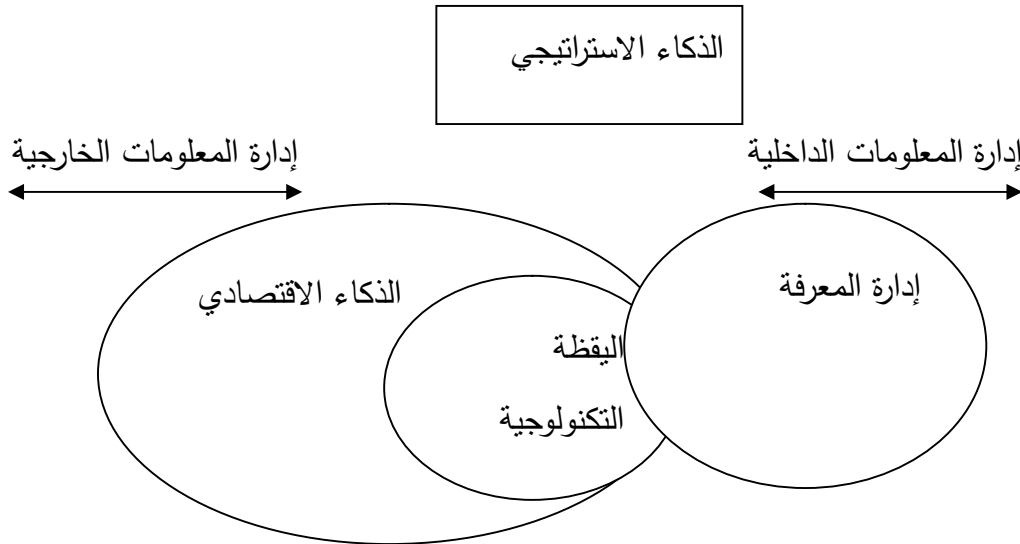 الذكاء الاستراتيجي
إدارة المعلومات الداخلية
إدارة المعلومات الخارجية
إدارة المعرفة
الذكاء الاقتصادي
اليقظة
التكنولوجية